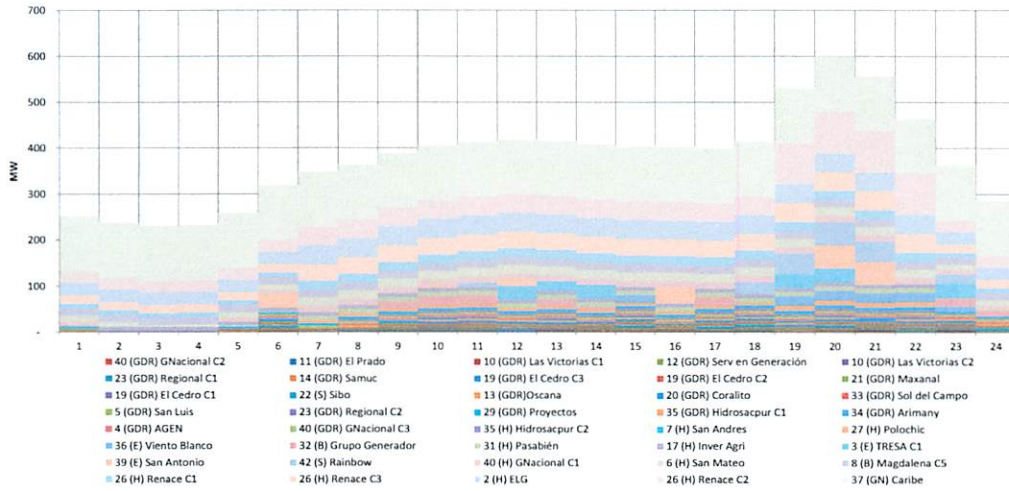 700
600
500
400
300
200
100
-
MW
1 2 3 4 5 6 7 8 9 10 11 12 13 14 15 16 17 18 19 20 21 22 23 24
40 (GDR) GNacional C2 11 (GDR) El Prado 10 (GDR) Las Victorias C1 12 (GDR) Serv en Generación 10 (GDR) Las Victorias C2
23 (GDR) Regional C1 14 (GDR) Samuc 19 (GDR) El Cedro C3 19 (GDR) El Cedro C2 21 (GDR) Maxanal
19 (GDR) El Cedro C1 22 (S) Sibo 13 (GDR)Oscana 20 (GDR) Coralito 33 (GDR) Sol del Campo
5 (GDR) San Luis 23 (GDR) Regional C2 29 (GDR) Proyectos 35 (GDR) Hidrosacpur C1 34 (GDR) Arimany
4 (GDR) AGEN 40 (GDR) GNacional C3 35 (H) Hidrosacpur C2 7 (H) San Andres 27 (H) Polochic
36 (E) Viento Blanco 32 (B) Grupo Generador 31 (H) Pasabién 17 (H) Inver Agri 3 (E) TRESA C1
39 (E) San Antonio 42 (S) Rainbow 40 (H) GNacional C1 6 (H) San Mateo 8 (B) Magdalena C5
26 (H) Renace C1 26 (H) Renace C3 2 (H) ELG 26 (H) Renace C2 37 (GN) Caribe